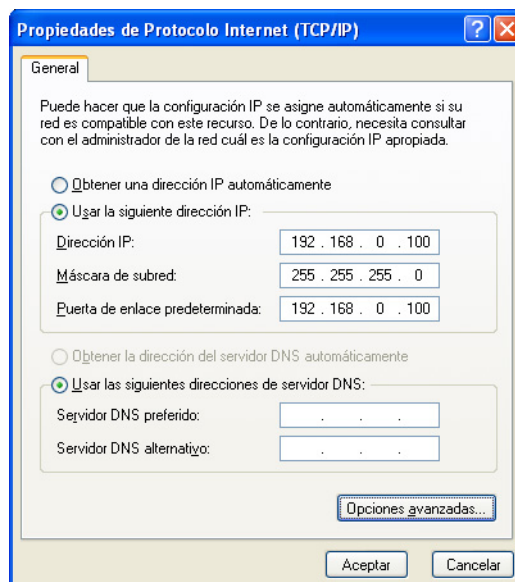 Propiedades de Protocolo Internet (TCP/IP)
General
Puede hacer que la configuración IP se asigne automáticamente si su
red es compatible con este recurso. De lo contrario, necesita consultar
con el administrador de la red cuál es la configuración IP apropiada.
Obtener una dirección IP automáticamente
Usar la siguiente dirección IP:
Dirección IP: 192 . 168 . 0 . 100
Máscara de subred: 255 . 255 . 255 . 0
Puerta de enlace predeterminada: 192 . 168 . 0 . 100
Obtener la dirección del servidor DNS automáticamente
Usar las siguientes direcciones de servidor DNS:
Servidor DNS preferido: . . .
Servidor DNS alternativo: . . .
Opciones avanzadas...
Aceptar Cancelar